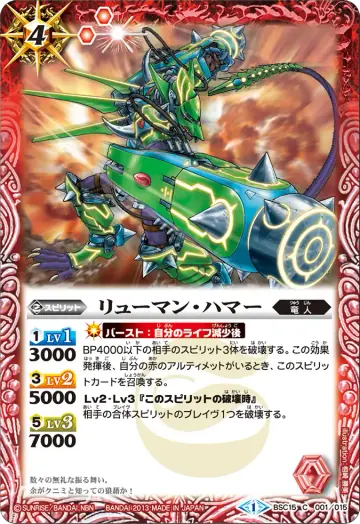 4
スピリット
リューマン・ハマー
りゅう じん
竜人
1 LV1
3000
3 LV2
5000
5 LV3
7000
バースト:自分のライフ減少後
BP4000以下の相手のスピリット3体を破壊する。この効果
発揮後、自分の赤のアルティメットがいるとき、このスピリッ
トカードを召喚する。
Lv2・Lv3『このスピリットの破壊時』
相手の合体スピリットのブレイヴ1つを破壊する。
数々の無礼な振る舞い、
余がクニミと知っての狼藉か!
©SUNRISE/BANDAI, NBN
BANDAI 2013 MADE IN JAPAN
1
BSC15 C 001/015